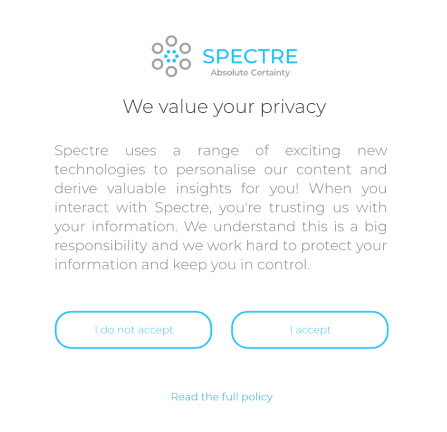 SPECTRE
Absolute Certainty
We value your privacy
Spectre uses a range of exciting new
technologies to personalise our content and
derive valuable insights for you! When you
interact with Spectre, you're trusting us with
your information. We understand this is a big
responsibility and we work hard to protect your
information and keep you in control.
I do not accept
I accept
Read the full policy